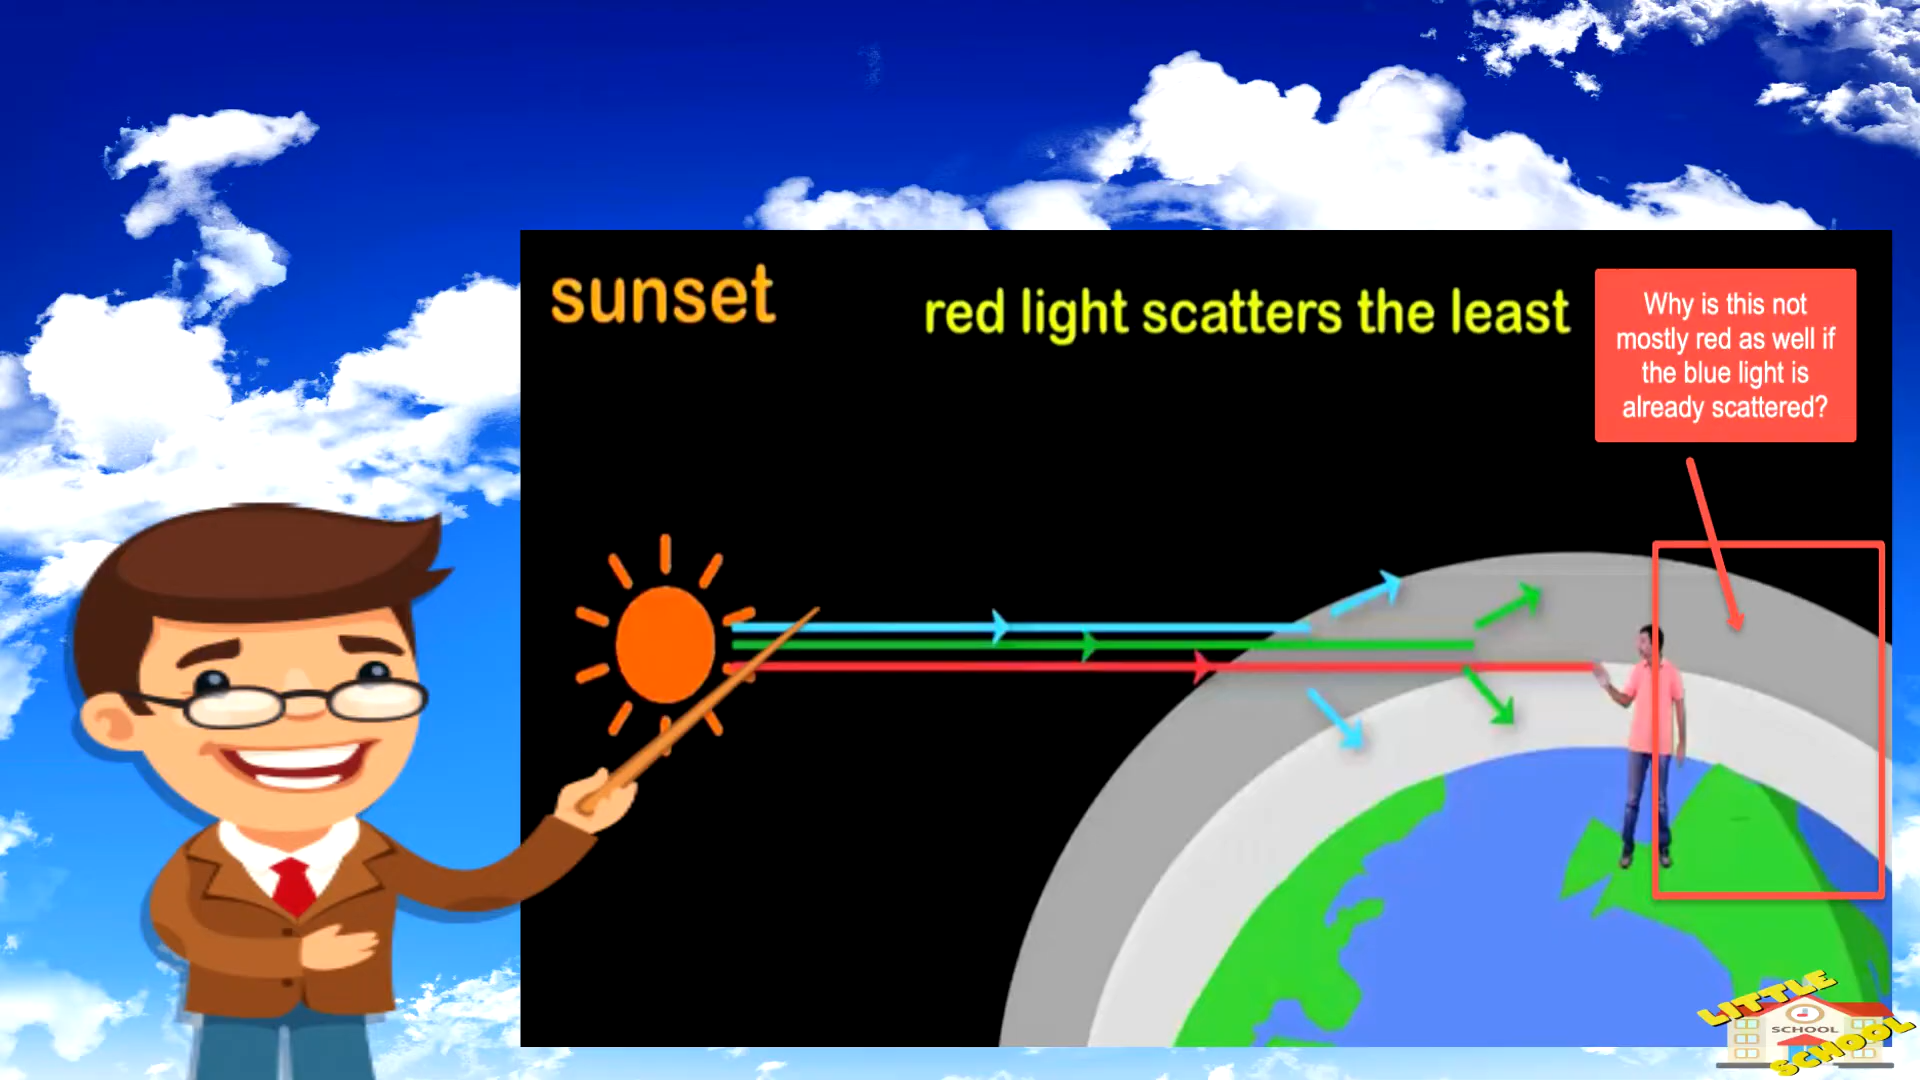 sunset
red light scatters the least
Why is this not
mostly red as well if
the blue light is
already scattered?
LITTLE
SCHOOL
SCHOOL